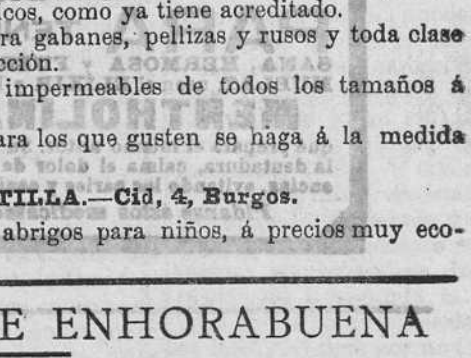 cos, como ya tiene acreditado.
ra gabanes, pellizas y rusos y toda clase
cción.
impermeables de todos los tamaños á
ara los que gusten se haga á la medida
TILLA.—Cid, 4, Burgos.
abrigos para niños, á precios muy eco-
E ENHORABUENA